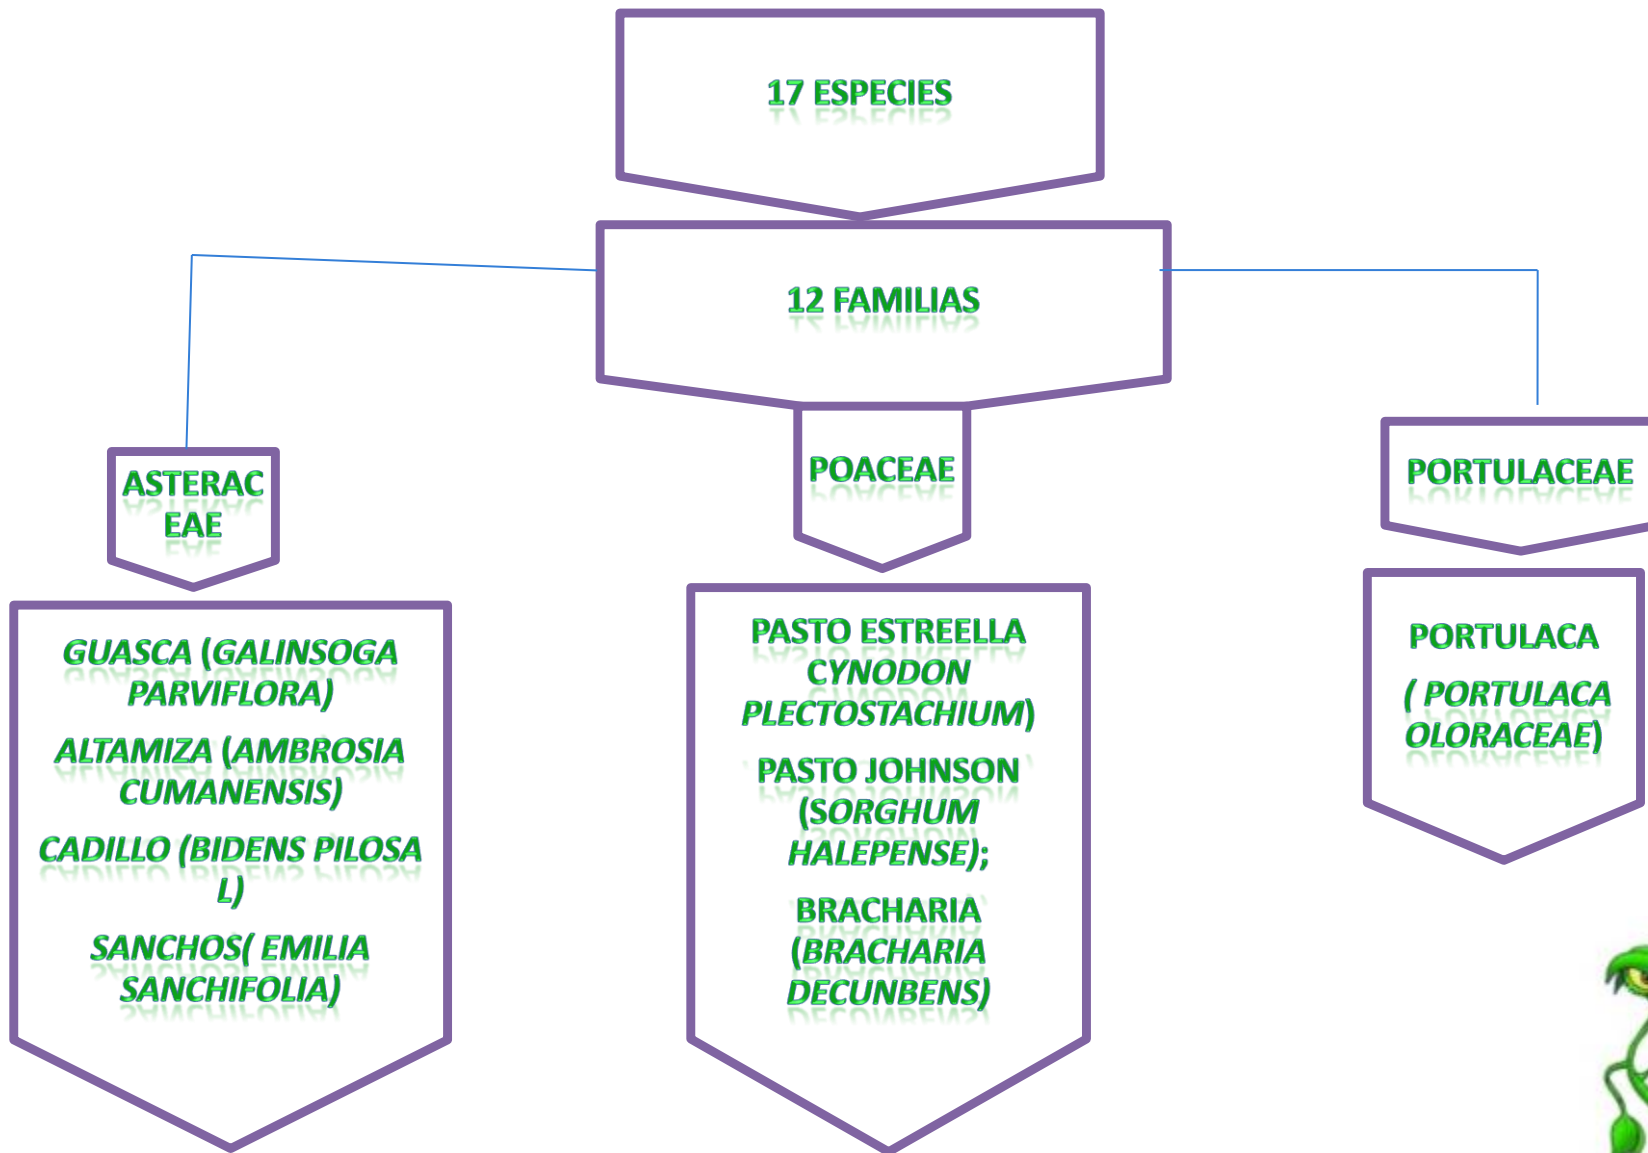 17 ESPECIES
12 FAMILIAS
ASTERAC
EAE
GUASCA (GALINSOGA
PARVIFLORA)
ALTAMIZA (AMBROSIA
CUMANENSIS)
CADILLO (BIDENS PILOSA
L)
SANCHOS( EMILIA
SANCHIFOLIA)
POACEAE
PASTO ESTREELLA
CYNODON
PLECTOSTACHIUM)
PASTO JOHNSON
(SORGHUM
HALEPENSE);
BRACHARIA
(BRACHARIA
DECUNBENS)
PORTULACEAE
PORTULACA
( PORTULACA
OLORACEAE)